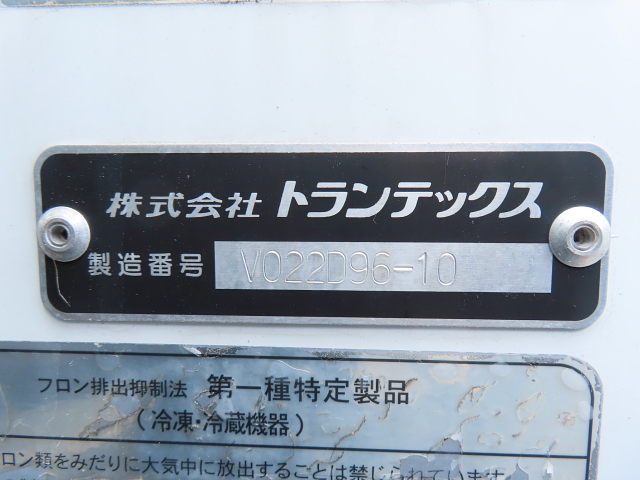 株式会社 トランテックス
製造番号 V022D96-10
フロン排出抑制法 第一種特定製品
(冷凍・冷蔵機器)
ロン類をみだりに大気中に放出することは禁じられています